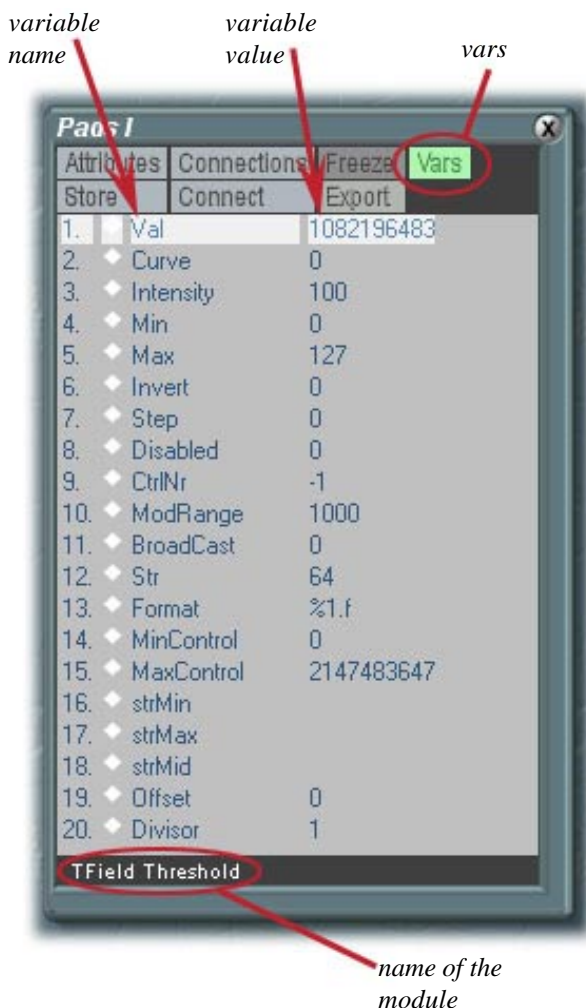 variable name
variable value
vars
Pads I
X
Attributes Connections Freeze Vars
Store Connect Export
1. Val 1082196483
2. Curve 0
3. Intensity 100
4. Min 0
5. Max 127
6. Invert 0
7. Step 0
8. Disabled 0
9. CtrlNr -1
10. ModRange 1000
11. BroadCast 0
12. Str 64
13. Format %1.f
14. MinControl 0
15. MaxControl 2147483647
16. strMin
17. strMax
18. strMid
19. Offset 0
20. Divisor 1
TField Threshold
name of the
module